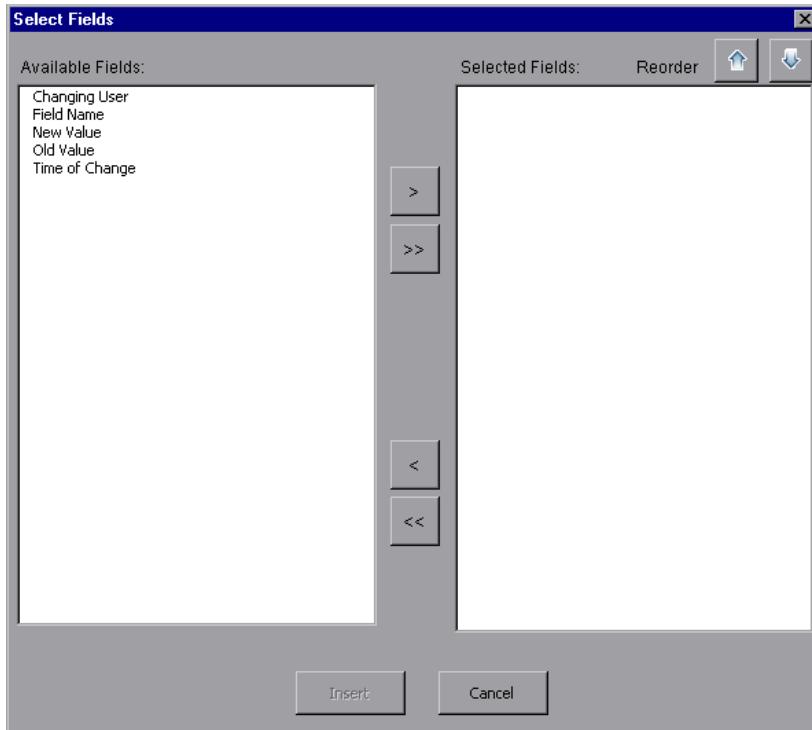 Select Fields
Available Fields:
Selected Fields: Reorder
Changing User
Field Name
New Value
Old Value
Time of Change
>
>>
<
<<
Insert Cancel